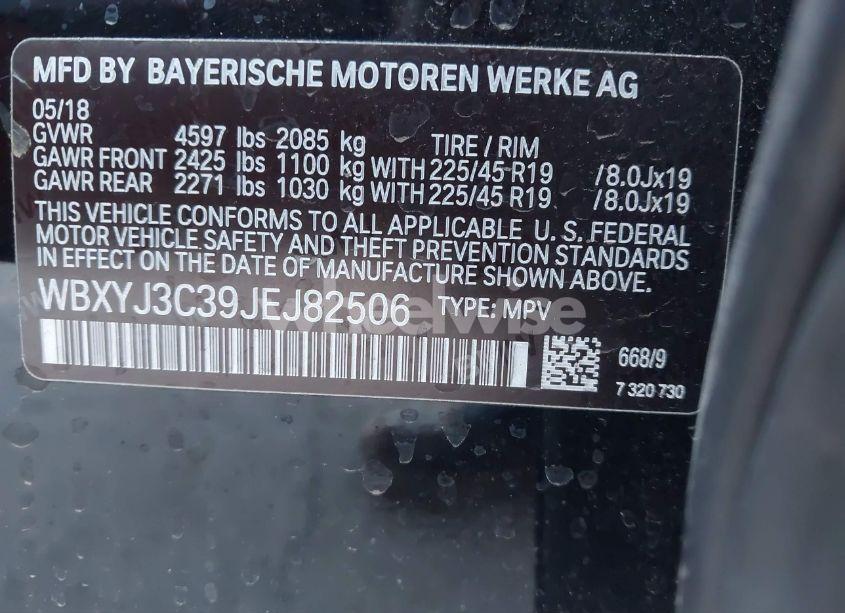 MFD BY BAYERISCHE MOTOREN WERKE AG
05/18
GVWR 4597 lbs 2085 kg TIRE / RIM
GAWR FRONT 2425 lbs 1100 kg WITH 225/45 R19 /8.0Jx19
GAWR REAR 2271 lbs 1030 kg WITH 225/45 R19 /8.0Jx19
THIS VEHICLE CONFORMS TO ALL APPLICABLE U. S. FEDERAL
MOTOR VEHICLE SAFETY AND THEFT PREVENTION STANDARDS
IN EFFECT ON THE DATE OF MANUFACTURE SHOWN ABOVE.
WBXYJ3C39JEJ82506 TYPE: MPV
wheelwise
668/9
7 320 730